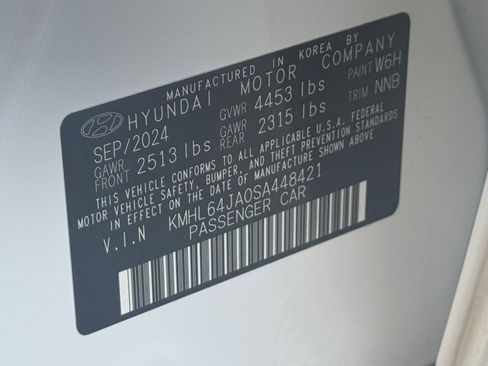 MANUFACTURED IN KOREA BY
HYUNDAI MOTOR COMPANY
SEP/2024 GVWR 4453 lbs PAINT W6H
GAWR FRONT 2513 lbs GAWR REAR 2315 lbs TRIM NNB
THIS VEHICLE CONFORMS TO ALL APPLICABLE U.S.A. FEDERAL
MOTOR VEHICLE SAFETY, BUMPER, AND THEFT PREVENTION STANDARDS
IN EFFECT ON THE DATE OF MANUFACTURE SHOWN ABOVE.
V.I.N KMHL64JA0SA448421
PASSENGER CAR